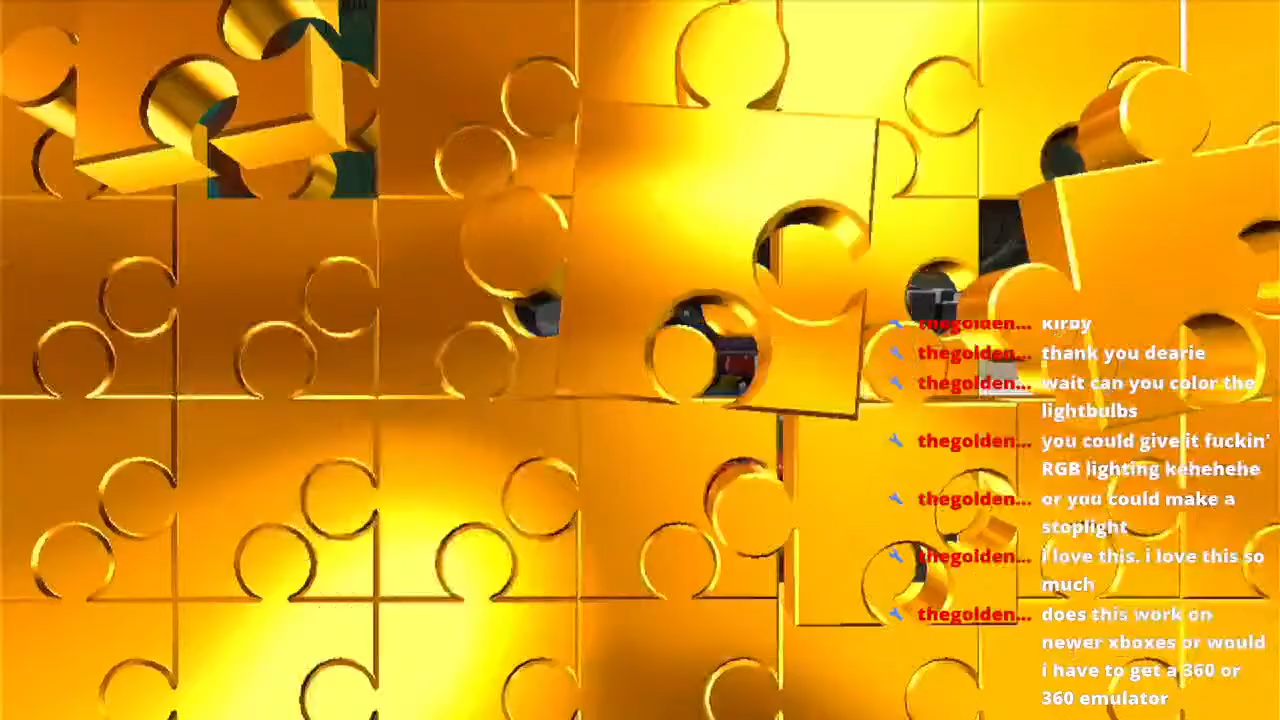 thegolden... kirby
thegolden... thank you dearie
thegolden... wait can you color the
lightbulbs
thegolden... you could give it fuckin'
RGB lighting kehehehe
thegolden... or you could make a
stoplight
thegolden... i love this. i love this so
much
thegolden... does this work on
newer xboxes or would
i have to get a 360 or
360 emulator